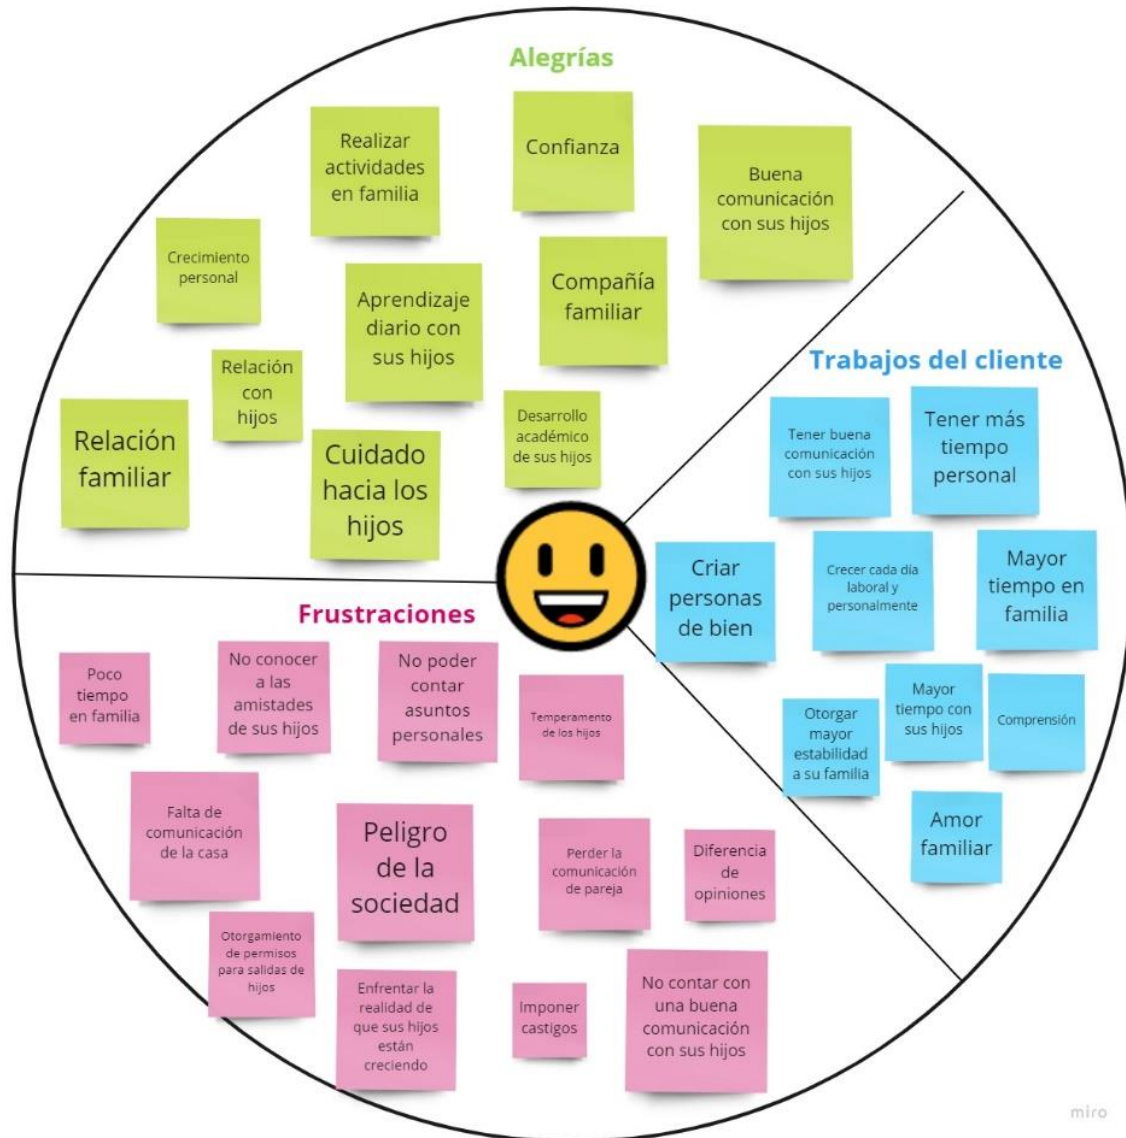 Alegrías
Realizar
actividades
en familia
Confianza
Buena
comunicación
con sus hijos
Crecimiento
personal
Aprendizaje
diario con
sus hijos
Compañía
familiar
Relación
con
hijos
Relación
familiar
Cuidado
hacia los
hijos
Desarrollo
académico
de sus hijos
Trabajos del cliente
Tener buena
comunicación
con sus hijos
Tener más
tiempo
personal
Criar
personas
de bien
Crecer cada día
laboral y
personalmente
Mayor
tiempo en
familia
Otorgar
mayor
estabilidad
a su familia
Mayor
tiempo con
sus hijos
Comprensión
Amor
familiar
Frustraciones
Poco
tiempo
en familia
No conocer
a las
amistades
de sus hijos
No poder
contar
asuntos
personales
Temperamento
de los hijos
Falta de
comunicación
de la casa
Peligro
de la
sociedad
Perder la
comunicación
de pareja
Diferencia
de
opiniones
Otorgamiento
de permisos
para salidas de
hijos
Enfrentar la
realidad de
que sus hijos
están
creciendo
Imponer
castigos
No contar con
una buena
comunicación
con sus hijos
miro